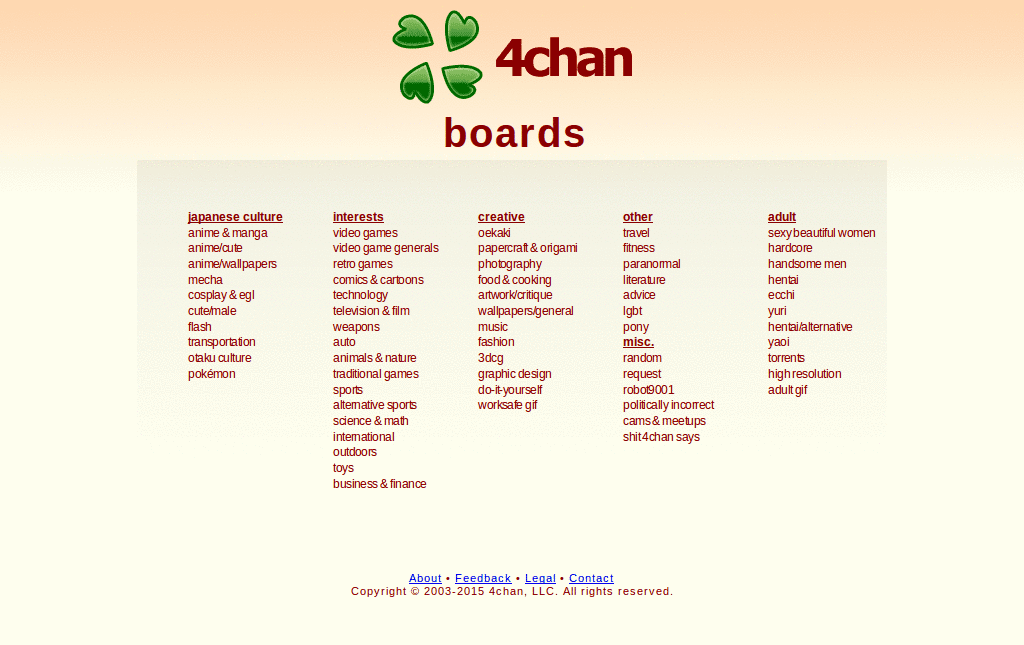 4chan
boards
japanese culture
anime & manga
anime/cute
anime/wallpapers
mecha
cosplay & egl
cute/male
flash
transportation
otaku culture
pokémon
interests
video games
video game generals
retro games
comics & cartoons
technology
television & film
weapons
auto
animals & nature
traditional games
sports
alternative sports
science & math
international
outdoors
toys
business & finance
creative
oekaki
papercraft & origami
photography
food & cooking
artwork/critique
wallpapers/general
music
fashion
3dcg
graphic design
do-it-yourself
worksafe gif
other
travel
fitness
paranormal
literature
advice
lgbt
pony
misc.
random
request
robot9001
politically incorrect
cams & meetups
shit 4chan says
adult
sexy beautiful women
hardcore
handsome men
hentai
ecchi
yuri
hentai/alternative
yaoi
torrents
high resolution
adult gif
About • Feedback • Legal • Contact
Copyright © 2003-2015 4chan, LLC. All rights reserved.